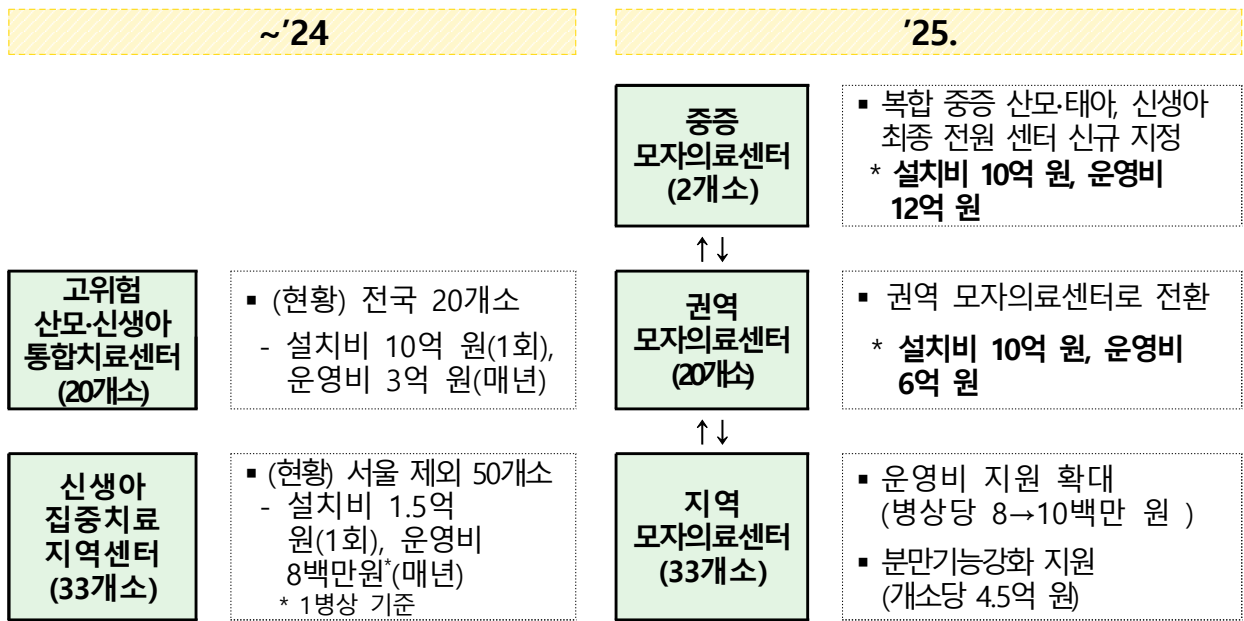 ~’24
’25.
중증
모자의료센터
(2개소)
▪ 복합 중증 산모·태아, 신생아
최종 전원 센터 신규 지정
* 설치비 10억 원, 운영비
12억 원
↑↓
고위험
산모·신생아
통합치료센터
(20개소)
▪ (현황) 전국 20개소
- 설치비 10억 원(1회),
운영비 3억 원(매년)
권역
모자의료센터
(20개소)
▪ 권역 모자의료센터로 전환
* 설치비 10억 원, 운영비
6억 원
↑↓
신생아
집중치료
지역센터
(33개소)
▪ (현황) 서울 제외 50개소
- 설치비 1.5억
원(1회), 운영비
8백만원*(매년)
* 1병상 기준
지역
모자의료센터
(33개소)
▪ 운영비 지원 확대
(병상당 8→10백만 원 )
▪ 분만기능강화 지원
(개소당 4.5억 원)